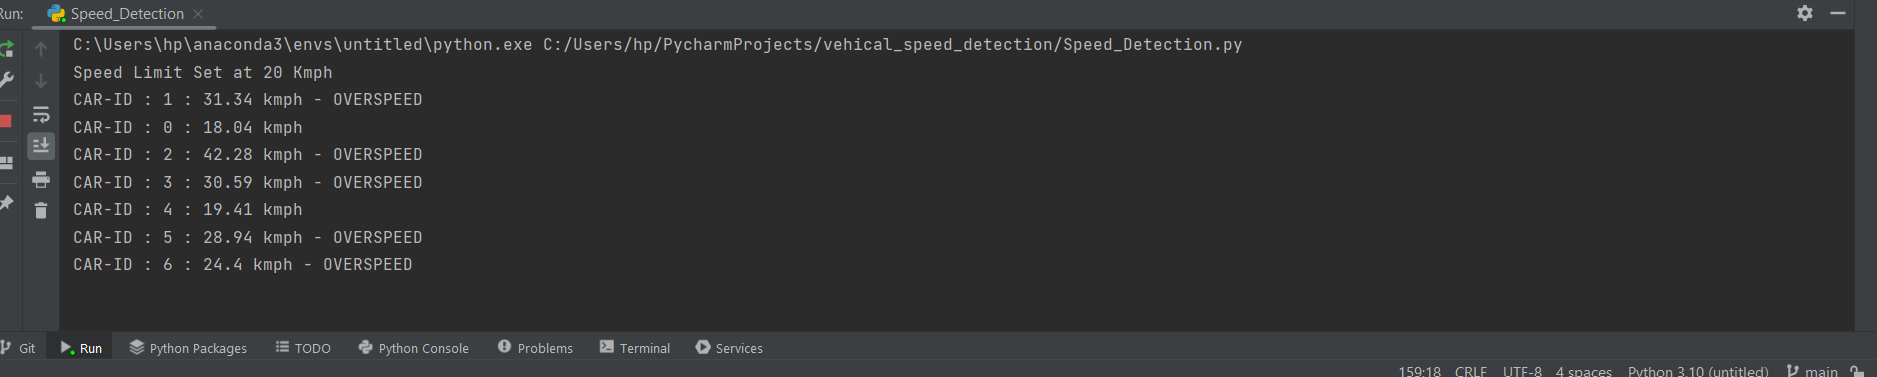 Run: Speed_Detection
C:\Users\hp\anaconda3\envs\untitled\python.exe C:/Users/hp/PycharmProjects/vehical_speed_detection/Speed_Detection.py
Speed Limit Set at 20 Kmph
CAR-ID : 1 : 31.34 kmph - OVERSPEED
CAR-ID : 0 : 18.04 kmph
CAR-ID : 2 : 42.28 kmph - OVERSPEED
CAR-ID : 3 : 30.59 kmph - OVERSPEED
CAR-ID : 4 : 19.41 kmph
CAR-ID : 5 : 28.94 kmph - OVERSPEED
CAR-ID : 6 : 24.4 kmph - OVERSPEED
Git Run Python Packages TODO Python Console Problems Terminal Services
159:18 CRLF UTF-8 4 spaces Python 3.10 (untitled) main